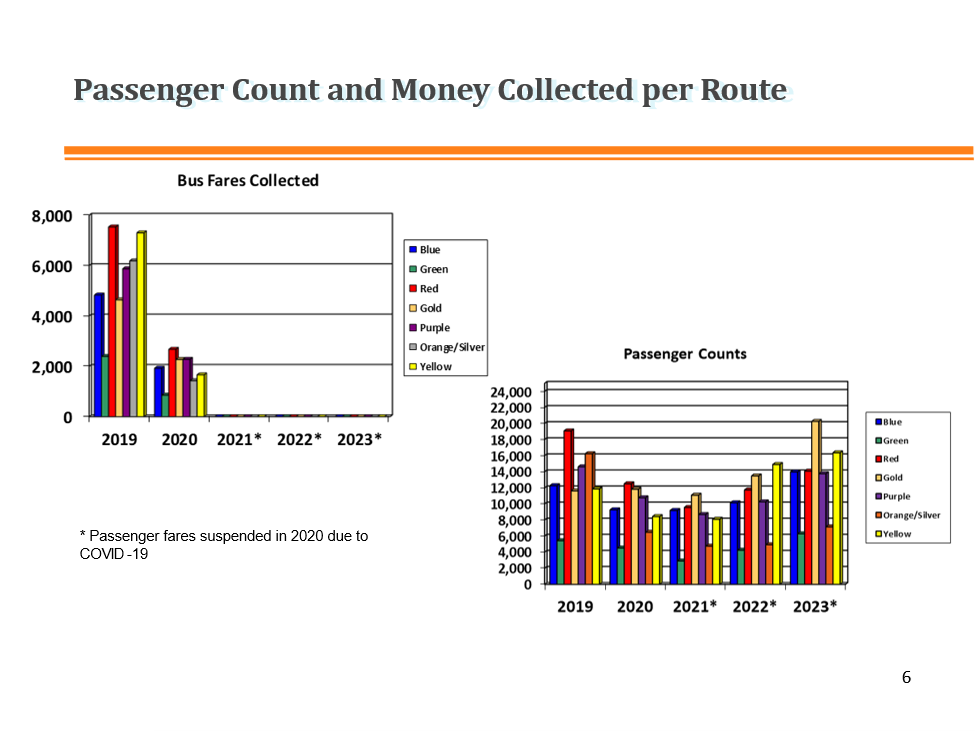 Passenger Count and Money Collected per Route
Bus Fares Collected
8,000
6,000
4,000
2,000
0
2019 2020 2021* 2022* 2023*
Blue
Green
Red
Gold
Purple
Orange/Silver
Yellow
* Passenger fares suspended in 2020 due to
COVID -19
Passenger Counts
24,000
22,000
20,000
18,000
16,000
14,000
12,000
10,000
8,000
6,000
4,000
2,000
0
2019 2020 2021* 2022* 2023*
Blue
Green
Red
Gold
Purple
Orange/Silver
Yellow
6